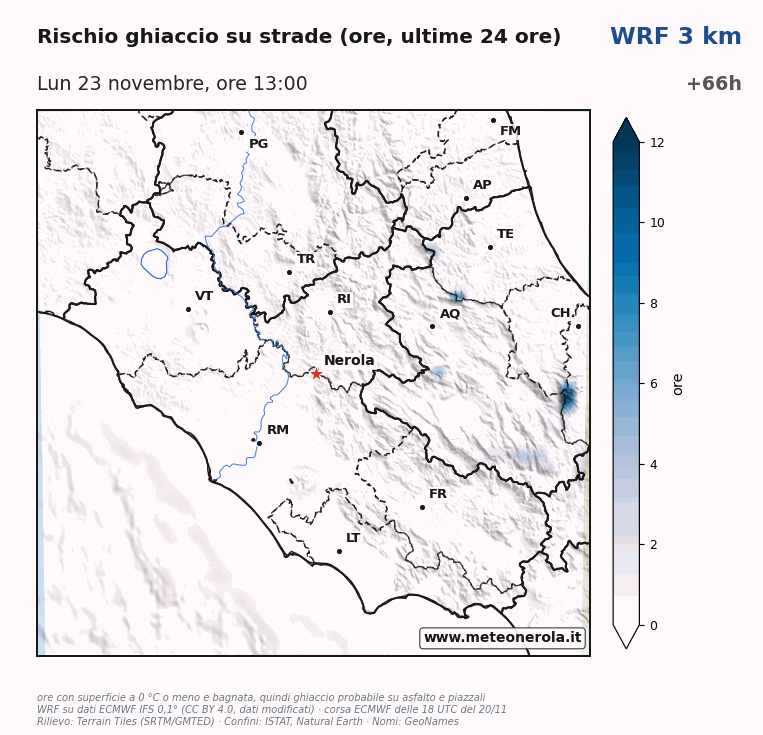 Rischio ghiaccio su strade (ore, ultime 24 ore)
WRF 3 km
Lun 23 novembre, ore 13:00
+66h
FM
PG
AP
TE
TR
VT
RI
AQ
CH.
Nerola
RM
FR
LT
www.meteonerola.it
12
10
8
6
4
2
0
ore
ore con superficie a 0 °C o meno e bagnata, quindi ghiaccio probabile su asfalto e piazzali
WRF su dati ECMWF IFS 0,1° (CC BY 4.0, dati modificati) · corsa ECMWF delle 18 UTC del 20/11
Rilievo: Terrain Tiles (SRTM/GMTED) · Confini: ISTAT, Natural Earth · Nomi: GeoNames